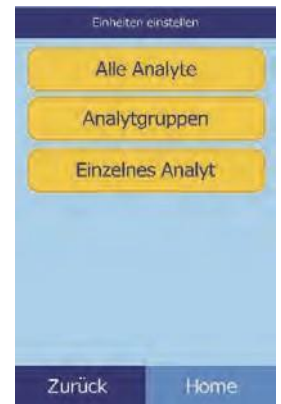 Einheiten einstellen
Alle Analyte
Analytgruppen
Einzelnes Analyt
Zurück Home